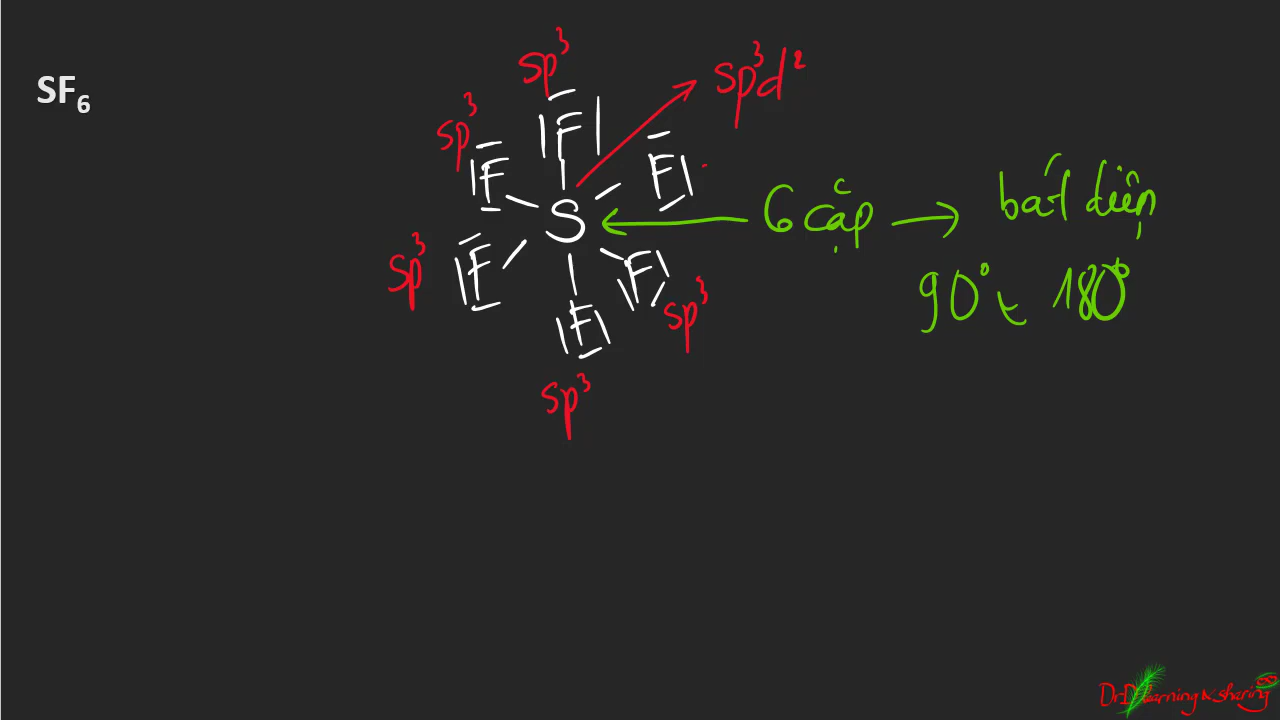 SF₆
sp³
sp³d²
sp³
|F|
F|
|F
S
6 cặp → bát diện
sp³
|F
F|
90° & 180°
sp³
|F|
sp³
Dr.D learning & sharing